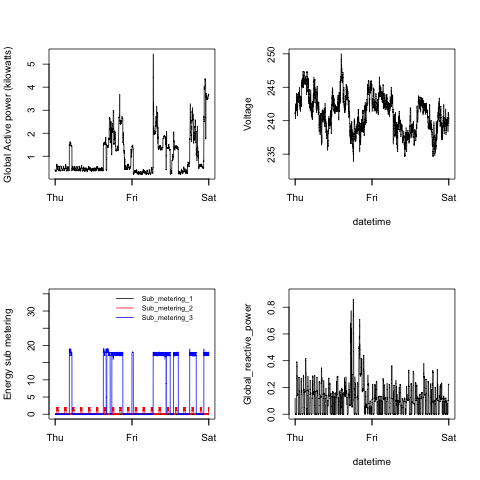 Global Active power (kilowatts)
1
2
3
4
5
Thu
Fri
Sat
Voltage
235
240
245
250
Thu
Fri
Sat
datetime
Energy sub metering
0
5
10
20
30
Sub_metering_1
Sub_metering_2
Sub_metering_3
Thu
Fri
Sat
Global_reactive_power
0.0
0.2
0.4
0.6
0.8
Thu
Fri
Sat
datetime